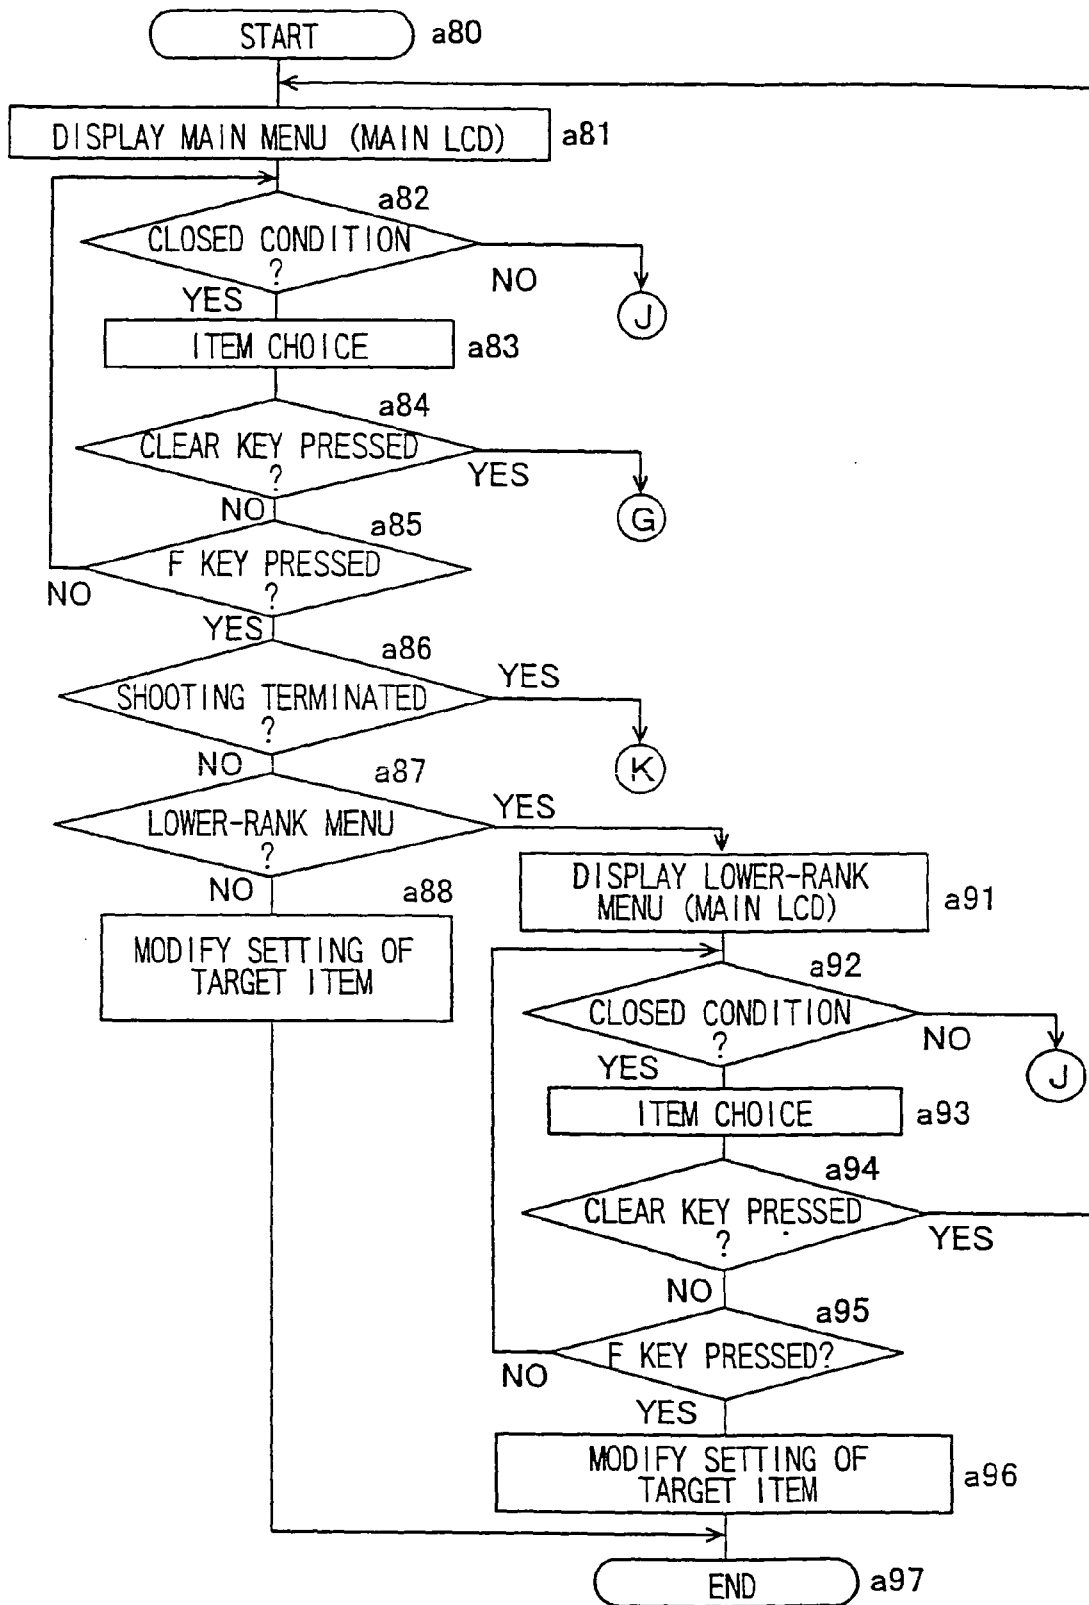 START a80
DISPLAY MAIN MENU (MAIN LCD) a81
a82
CLOSED CONDITION
?
NO
YES
J
ITEM CHOICE a83
a84
CLEAR KEY PRESSED
?
YES
NO
G
a85
F KEY PRESSED
?
NO
YES
a86
SHOOTING TERMINATED
?
YES
NO
K
a87
LOWER-RANK MENU
?
YES
NO
a88
MODIFY SETTING OF
TARGET ITEM
DISPLAY LOWER-RANK
MENU (MAIN LCD)
a91
a92
CLOSED CONDITION
?
NO
YES
J
ITEM CHOICE a93
a94
CLEAR KEY PRESSED
?
YES
NO
a95
F KEY PRESSED?
NO
YES
MODIFY SETTING OF
TARGET ITEM
a96
END a97